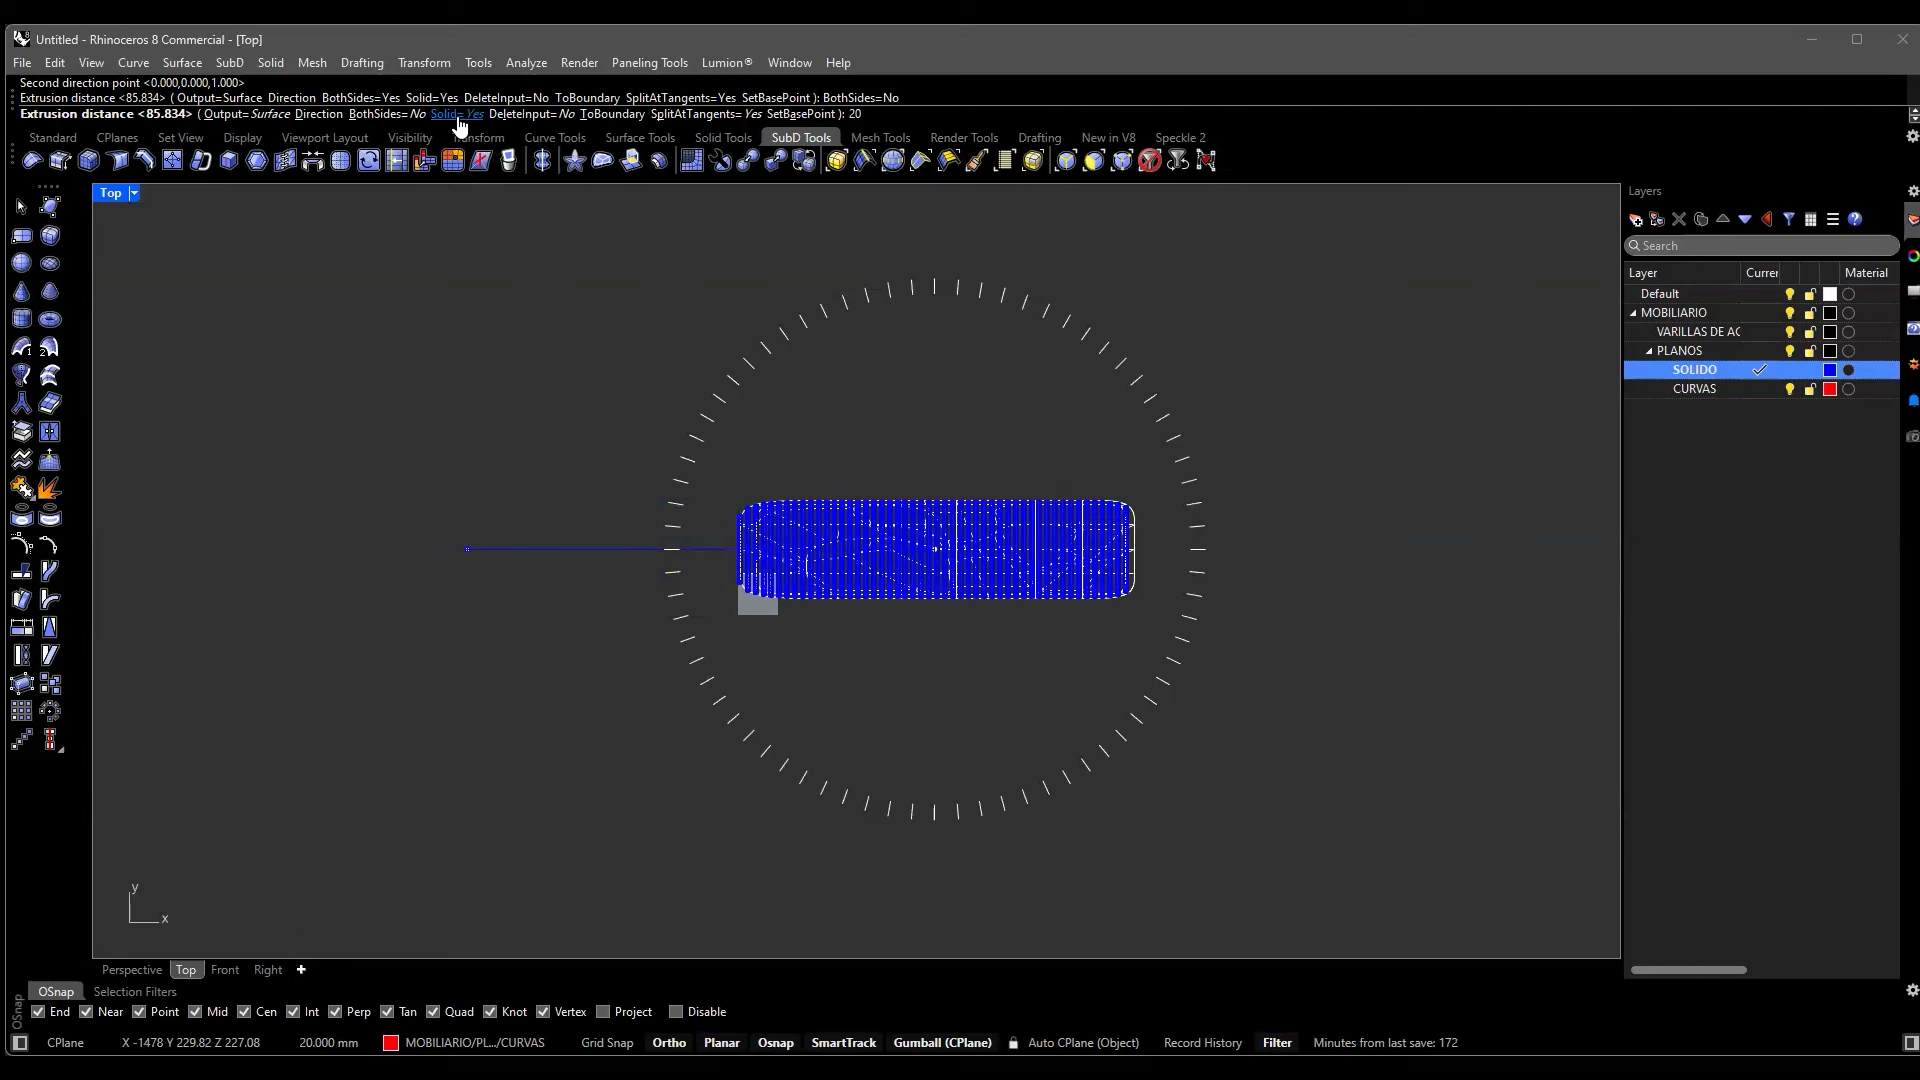 Untitled - Rhinoceros 8 Commercial - [Top]
File Edit View Curve Surface SubD Solid Mesh Drafting Transform Tools Analyze Render Paneling Tools Lumion® Window Help
Second direction point <0.000,0.000,1.000>
Extrusion distance <85.834> ( Output=Surface Direction BothSides=Yes Solid=Yes DeleteInput=No ToBoundary SplitAtTangents=Yes SetBasePoint ): BothSides=No
Extrusion distance <85.834> ( Output=Surface Direction BothSides=No Solid=Yes DeleteInput=No ToBoundary SplitAtTangents=Yes SetBasePoint ): 20
Standard CPlanes Set View Display Viewport Layout Visibility Transform Curve Tools Surface Tools Solid Tools SubD Tools Mesh Tools Render Tools Drafting New in V8 Speckle 2
Top
Layers
Search
Layer Currer Material
Default
MOBILIARIO
VARILLAS DE AC
PLANOS
SOLIDO
CURVAS
y
x
Perspective Top Front Right
OSnap Selection Filters
OSnap
End Near Point Mid Cen Int Perp Tan Quad Knot Vertex Project Disable
CPlane X -1478 Y 229.82 Z 227.08 20.000 mm MOBILIARIO/PL.../CURVAS Grid Snap Ortho Planar Osnap SmartTrack Gumball (CPlane) Auto CPlane (Object) Record History Filter Minutes from last save: 172